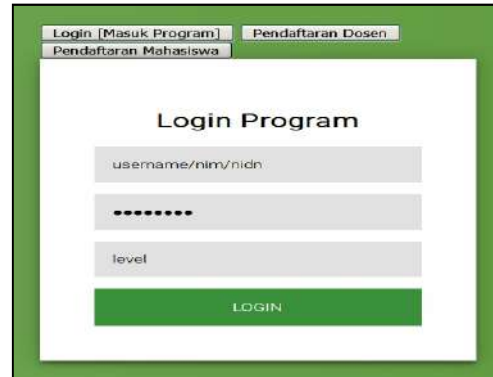 Login [Masuk Program] Pendaftaran Dosen
Pendaftaran Mahasiswa
Login Program
username/nim/nidn
••••••••
level
LOGIN